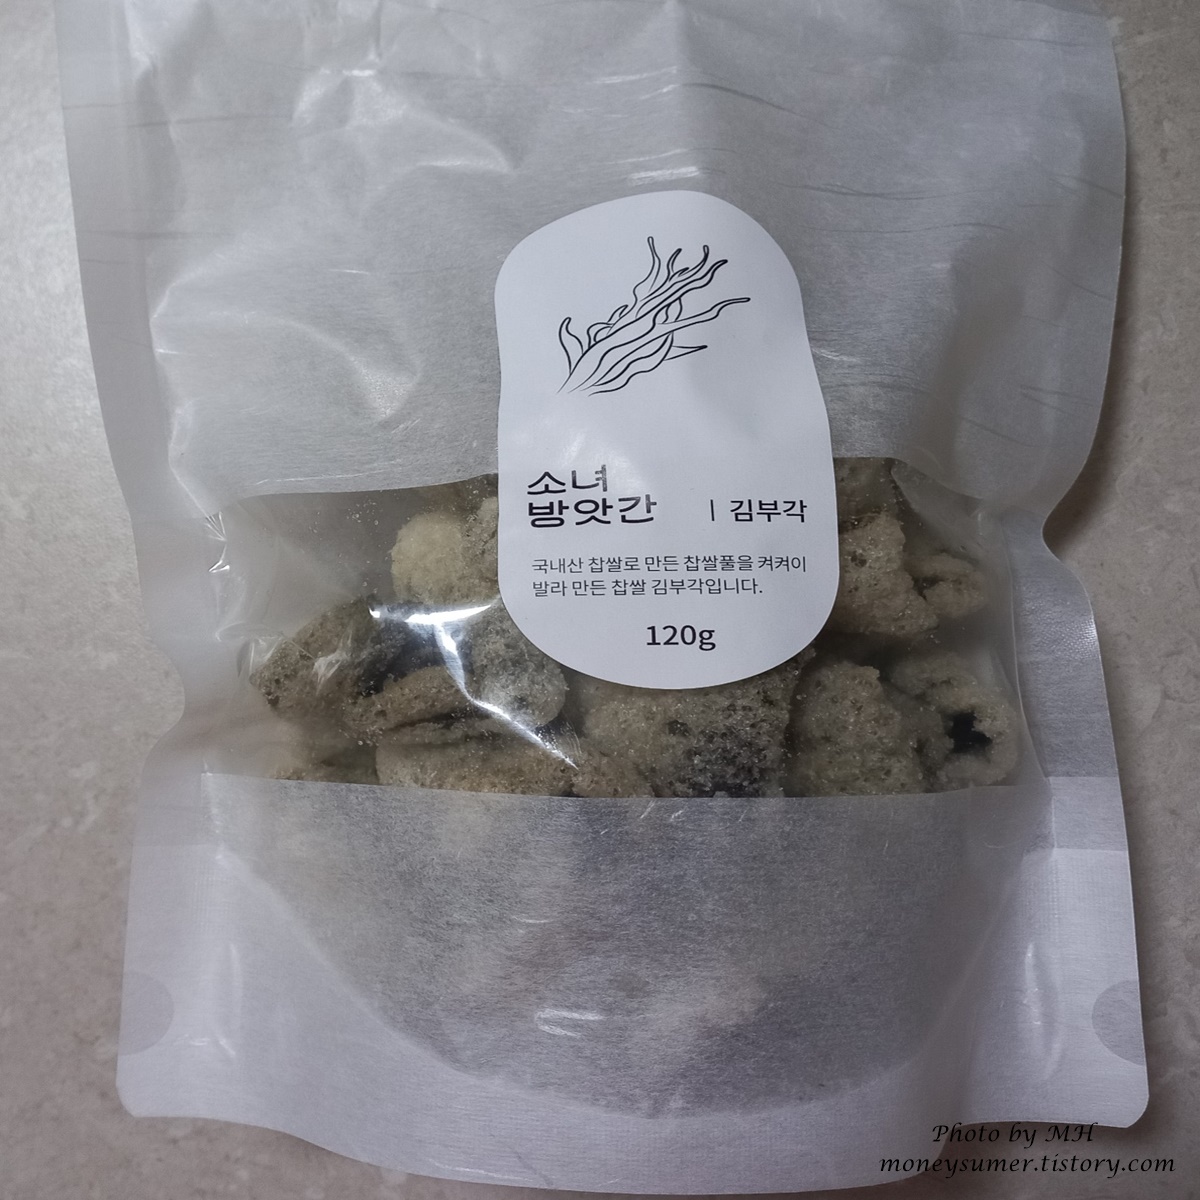 소녀
방앗간 | 김부각
국내산 찹쌀로 만든 찹쌀풀을 켜켜이
발라 만든 찹쌀 김부각입니다.
120g
Photo by MH
moneysumer.tistory.com